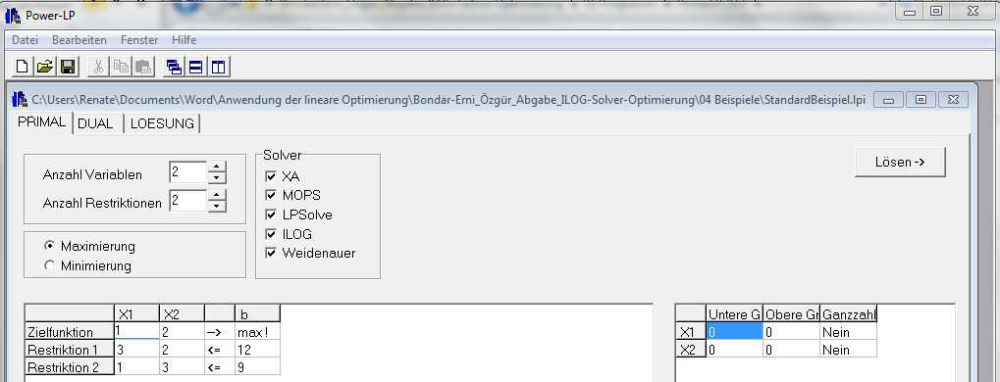 Power-LP
Datei Bearbeiten Fenster Hilfe
C:\Users\Renate\Documents\Word\Anwendung der lineare Optimierung\Bondar-Erni_Özgür_Abgabe_ILOG-Solver-Optimierung\04 Beispiele\StandardBeispiel.lpi
PRIMAL DUAL LOESUNG
Anzahl Variablen 2
Anzahl Restriktionen 2
Maximierung
Minimierung
Solver
XA
MOPS
LPSolve
ILOG
Weidenauer
Lösen ->
X1 X2 b
Zielfunktion 1 2 --> max!
Restriktion 1 3 2 <= 12
Restriktion 2 1 3 <= 9
Untere G Obere Gr Ganzzahl
X1 0 0 Nein
X2 0 0 Nein